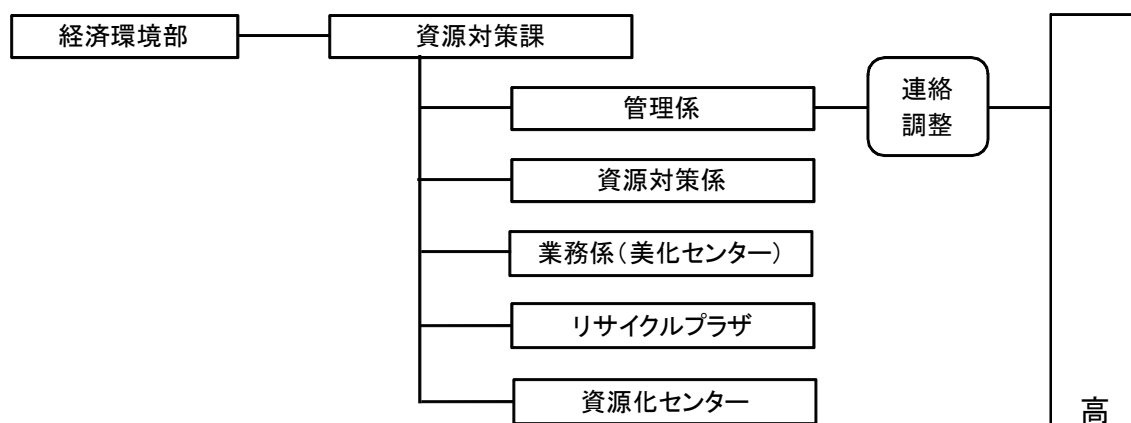 経済環境部
資源対策課
管理係
連絡
調整
資源対策係
業務係（美化センター）
リサイクルプラザ
資源化センター
高